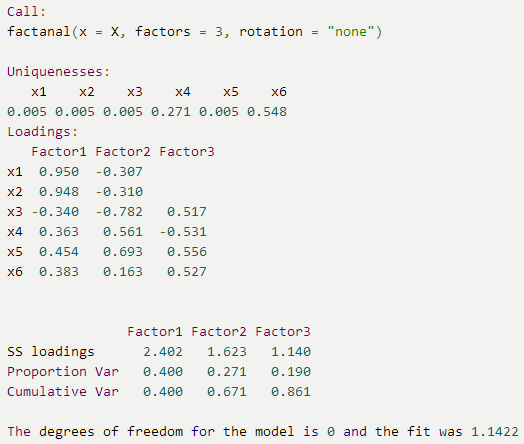 Call:
factanal(x = X, factors = 3, rotation = "none")
Uniquenesses:
x1 x2 x3 x4 x5 x6
0.005 0.005 0.005 0.271 0.005 0.548
Loadings:
Factor1 Factor2 Factor3
x1 0.950 -0.307
x2 0.948 -0.310
x3 -0.340 -0.782 0.517
x4 0.363 0.561 -0.531
x5 0.454 0.693 0.556
x6 0.383 0.163 0.527
Factor1 Factor2 Factor3
SS loadings 2.402 1.623 1.140
Proportion Var 0.400 0.271 0.190
Cumulative Var 0.400 0.671 0.861
The degrees of freedom for the model is 0 and the fit was 1.1422